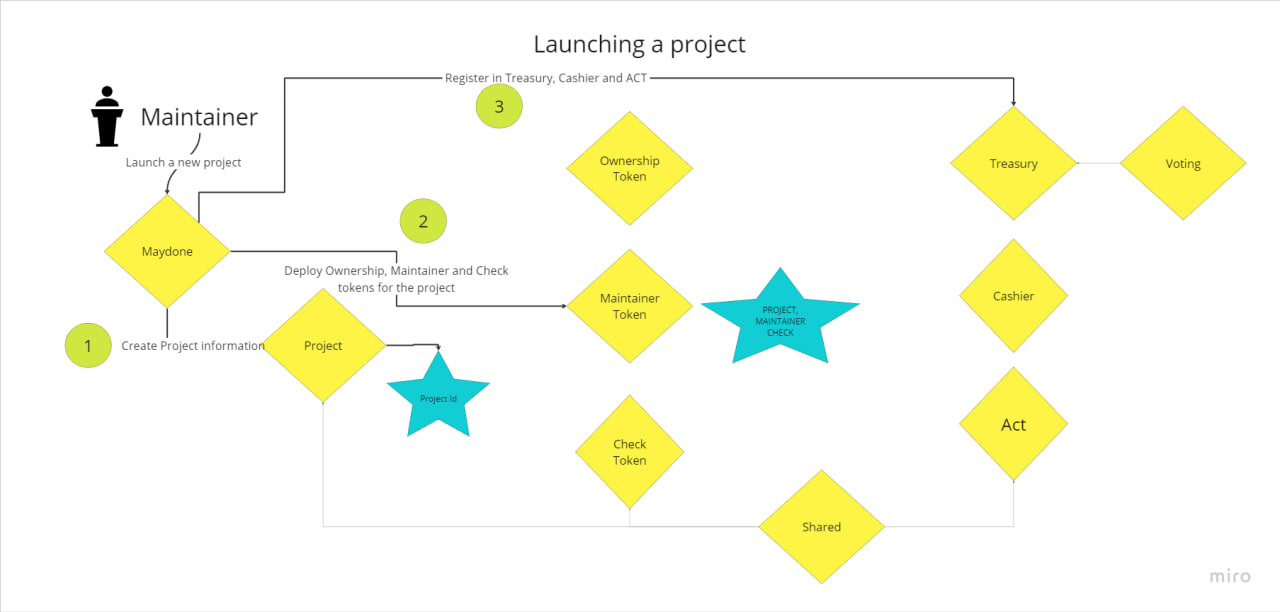 Launching a project
Register in Treasury, Cashier and ACT
3
Maintainer
Launch a new project
Ownership
Token
Treasury
Voting
2
Maydone
Deploy Ownership, Maintainer and Check
tokens for the project
Maintainer
Token
PROJECT,
MAINTAINER
CHECK
Cashier
1
Create Project information
Project
Project Id
Check
Token
Act
Shared
miro